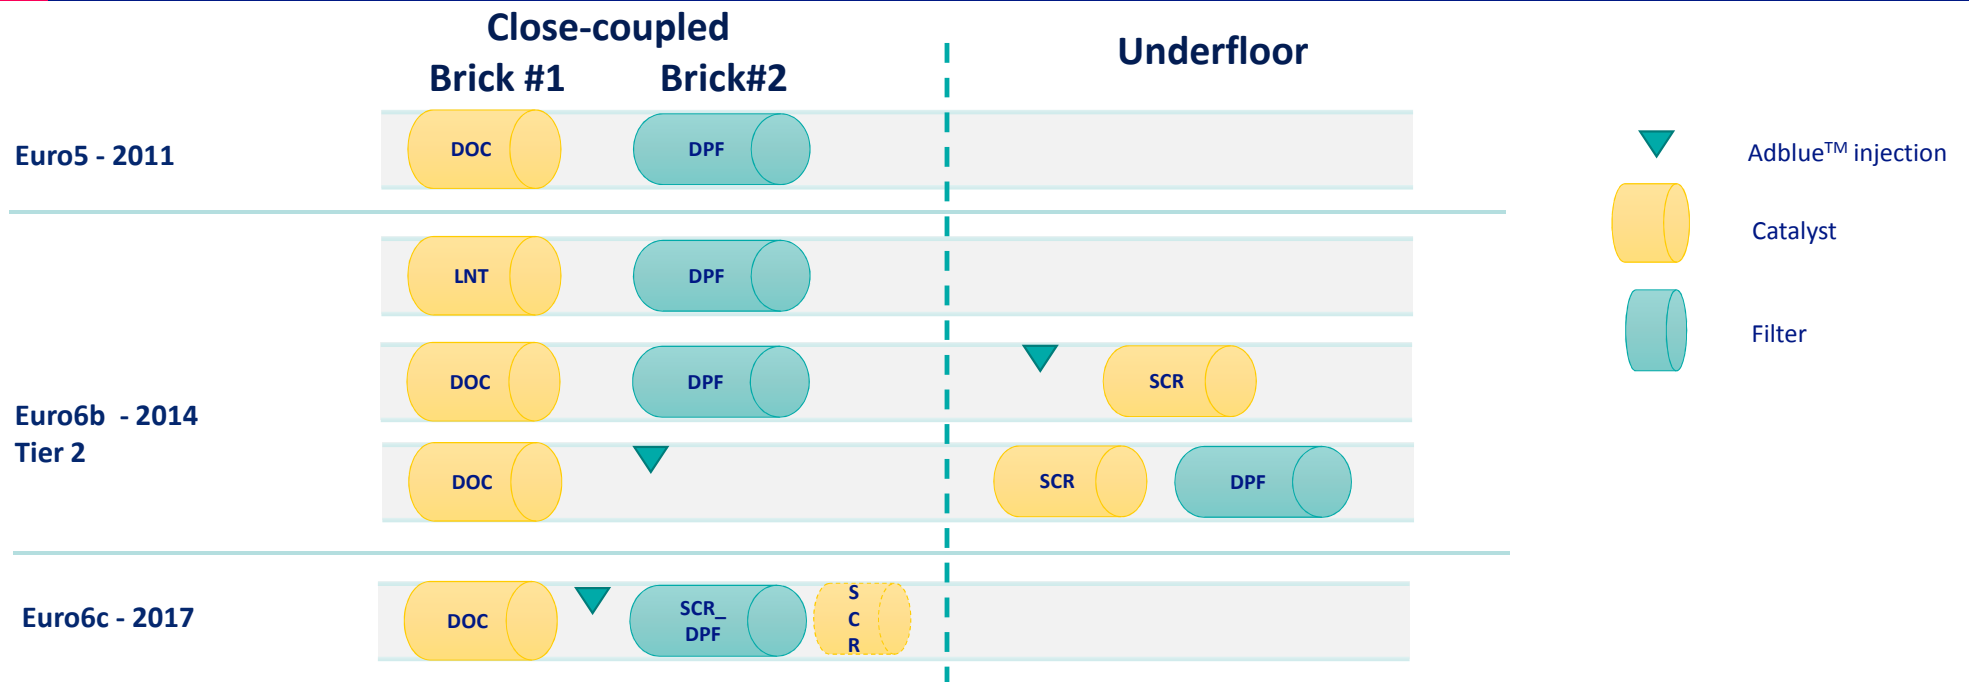 Close-coupled
Underfloor
Brick #1
Brick#2
Euro5 - 2011
DOC
DPF
Adblue™ injection
Catalyst
Filter
LNT
DPF
Euro6b - 2014
Tier 2
DOC
DPF
SCR
DOC
SCR
DPF
Euro6c - 2017
DOC
SCR_
DPF
S
C
R